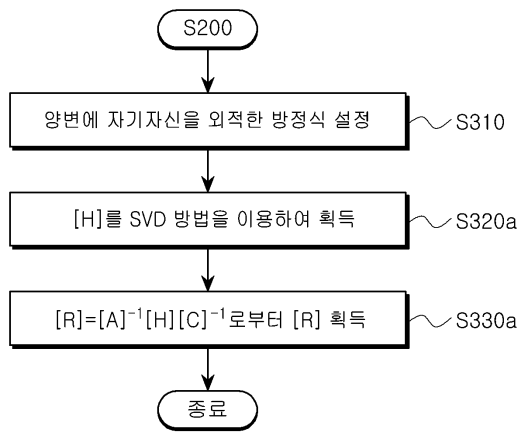 S200
양변에 자기자신을 외적한 방정식 설정
S310
[H]를 SVD 방법을 이용하여 획득
S320a
[R]=[A]⁻¹[H][C]⁻¹로부터 [R] 획득
S330a
종료